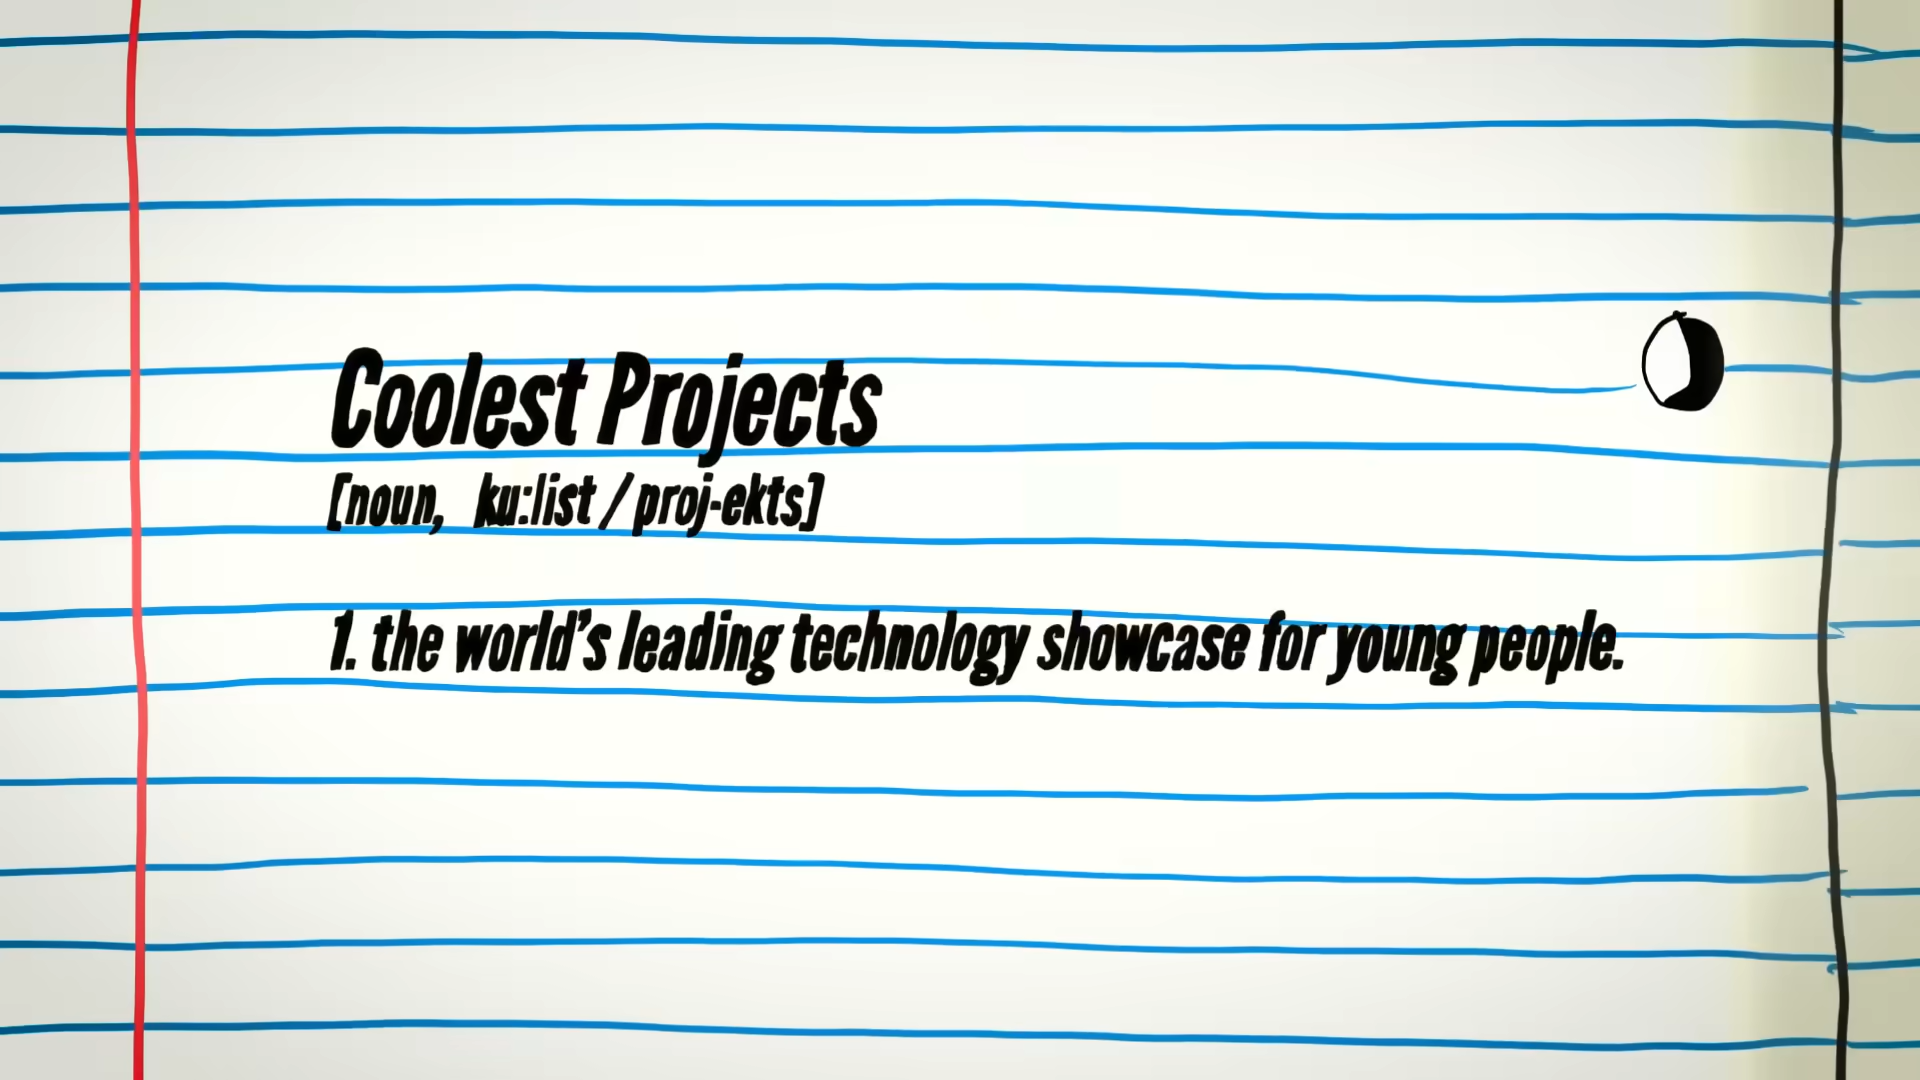 Coolest Projects
[noun, ku:list / proj-ekts]
1. the world's leading technology showcase for young people.